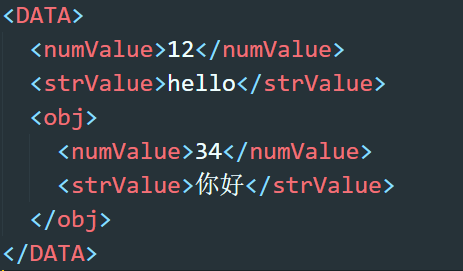 <DATA>
  <numValue>12</numValue>
  <strValue>hello</strValue>
  <obj>
    <numValue>34</numValue>
    <strValue>你好</strValue>
  </obj>
</DATA>